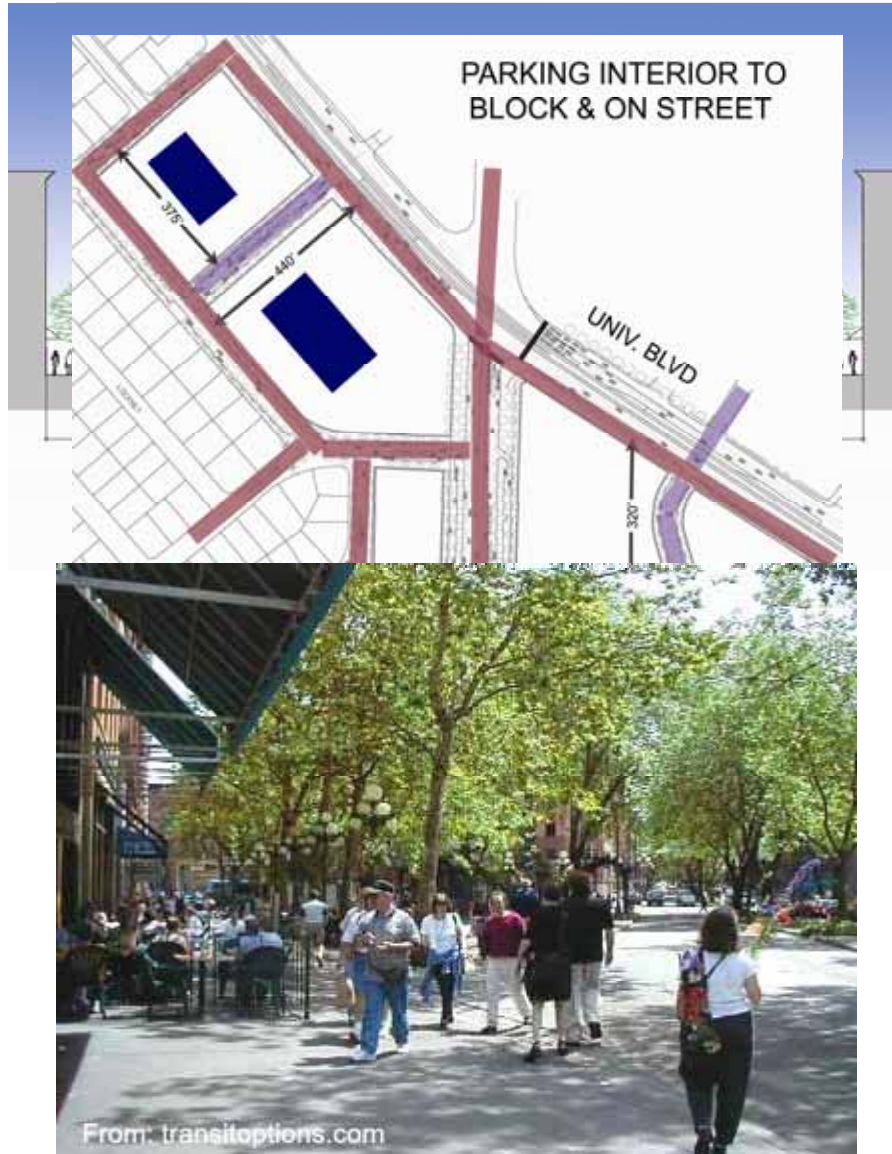 PARKING INTERIOR TO
BLOCK & ON STREET
375'
440'
UNIV. BLVD
320'
From: transitoptions.com